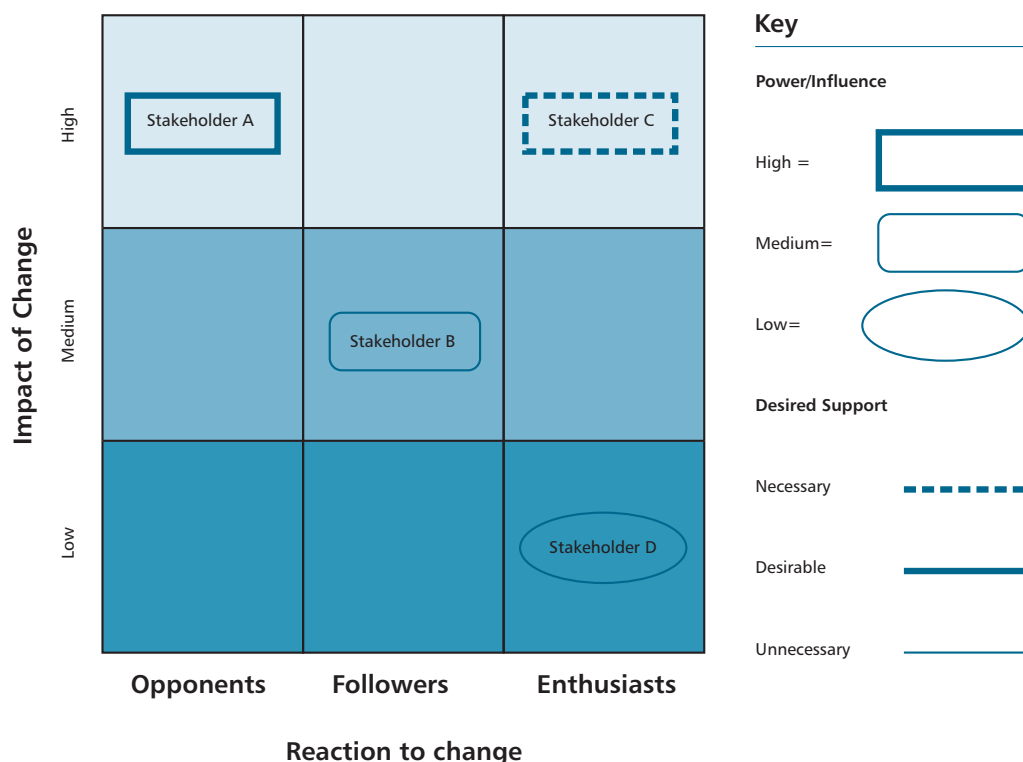 Key
Power/Influence
High =
Medium=
Low=
Desired Support
Necessary
Desirable
Unnecessary
Impact of Change
High
Medium
Low
Stakeholder A
Stakeholder C
Stakeholder B
Stakeholder D
Opponents
Followers
Enthusiasts
Reaction to change